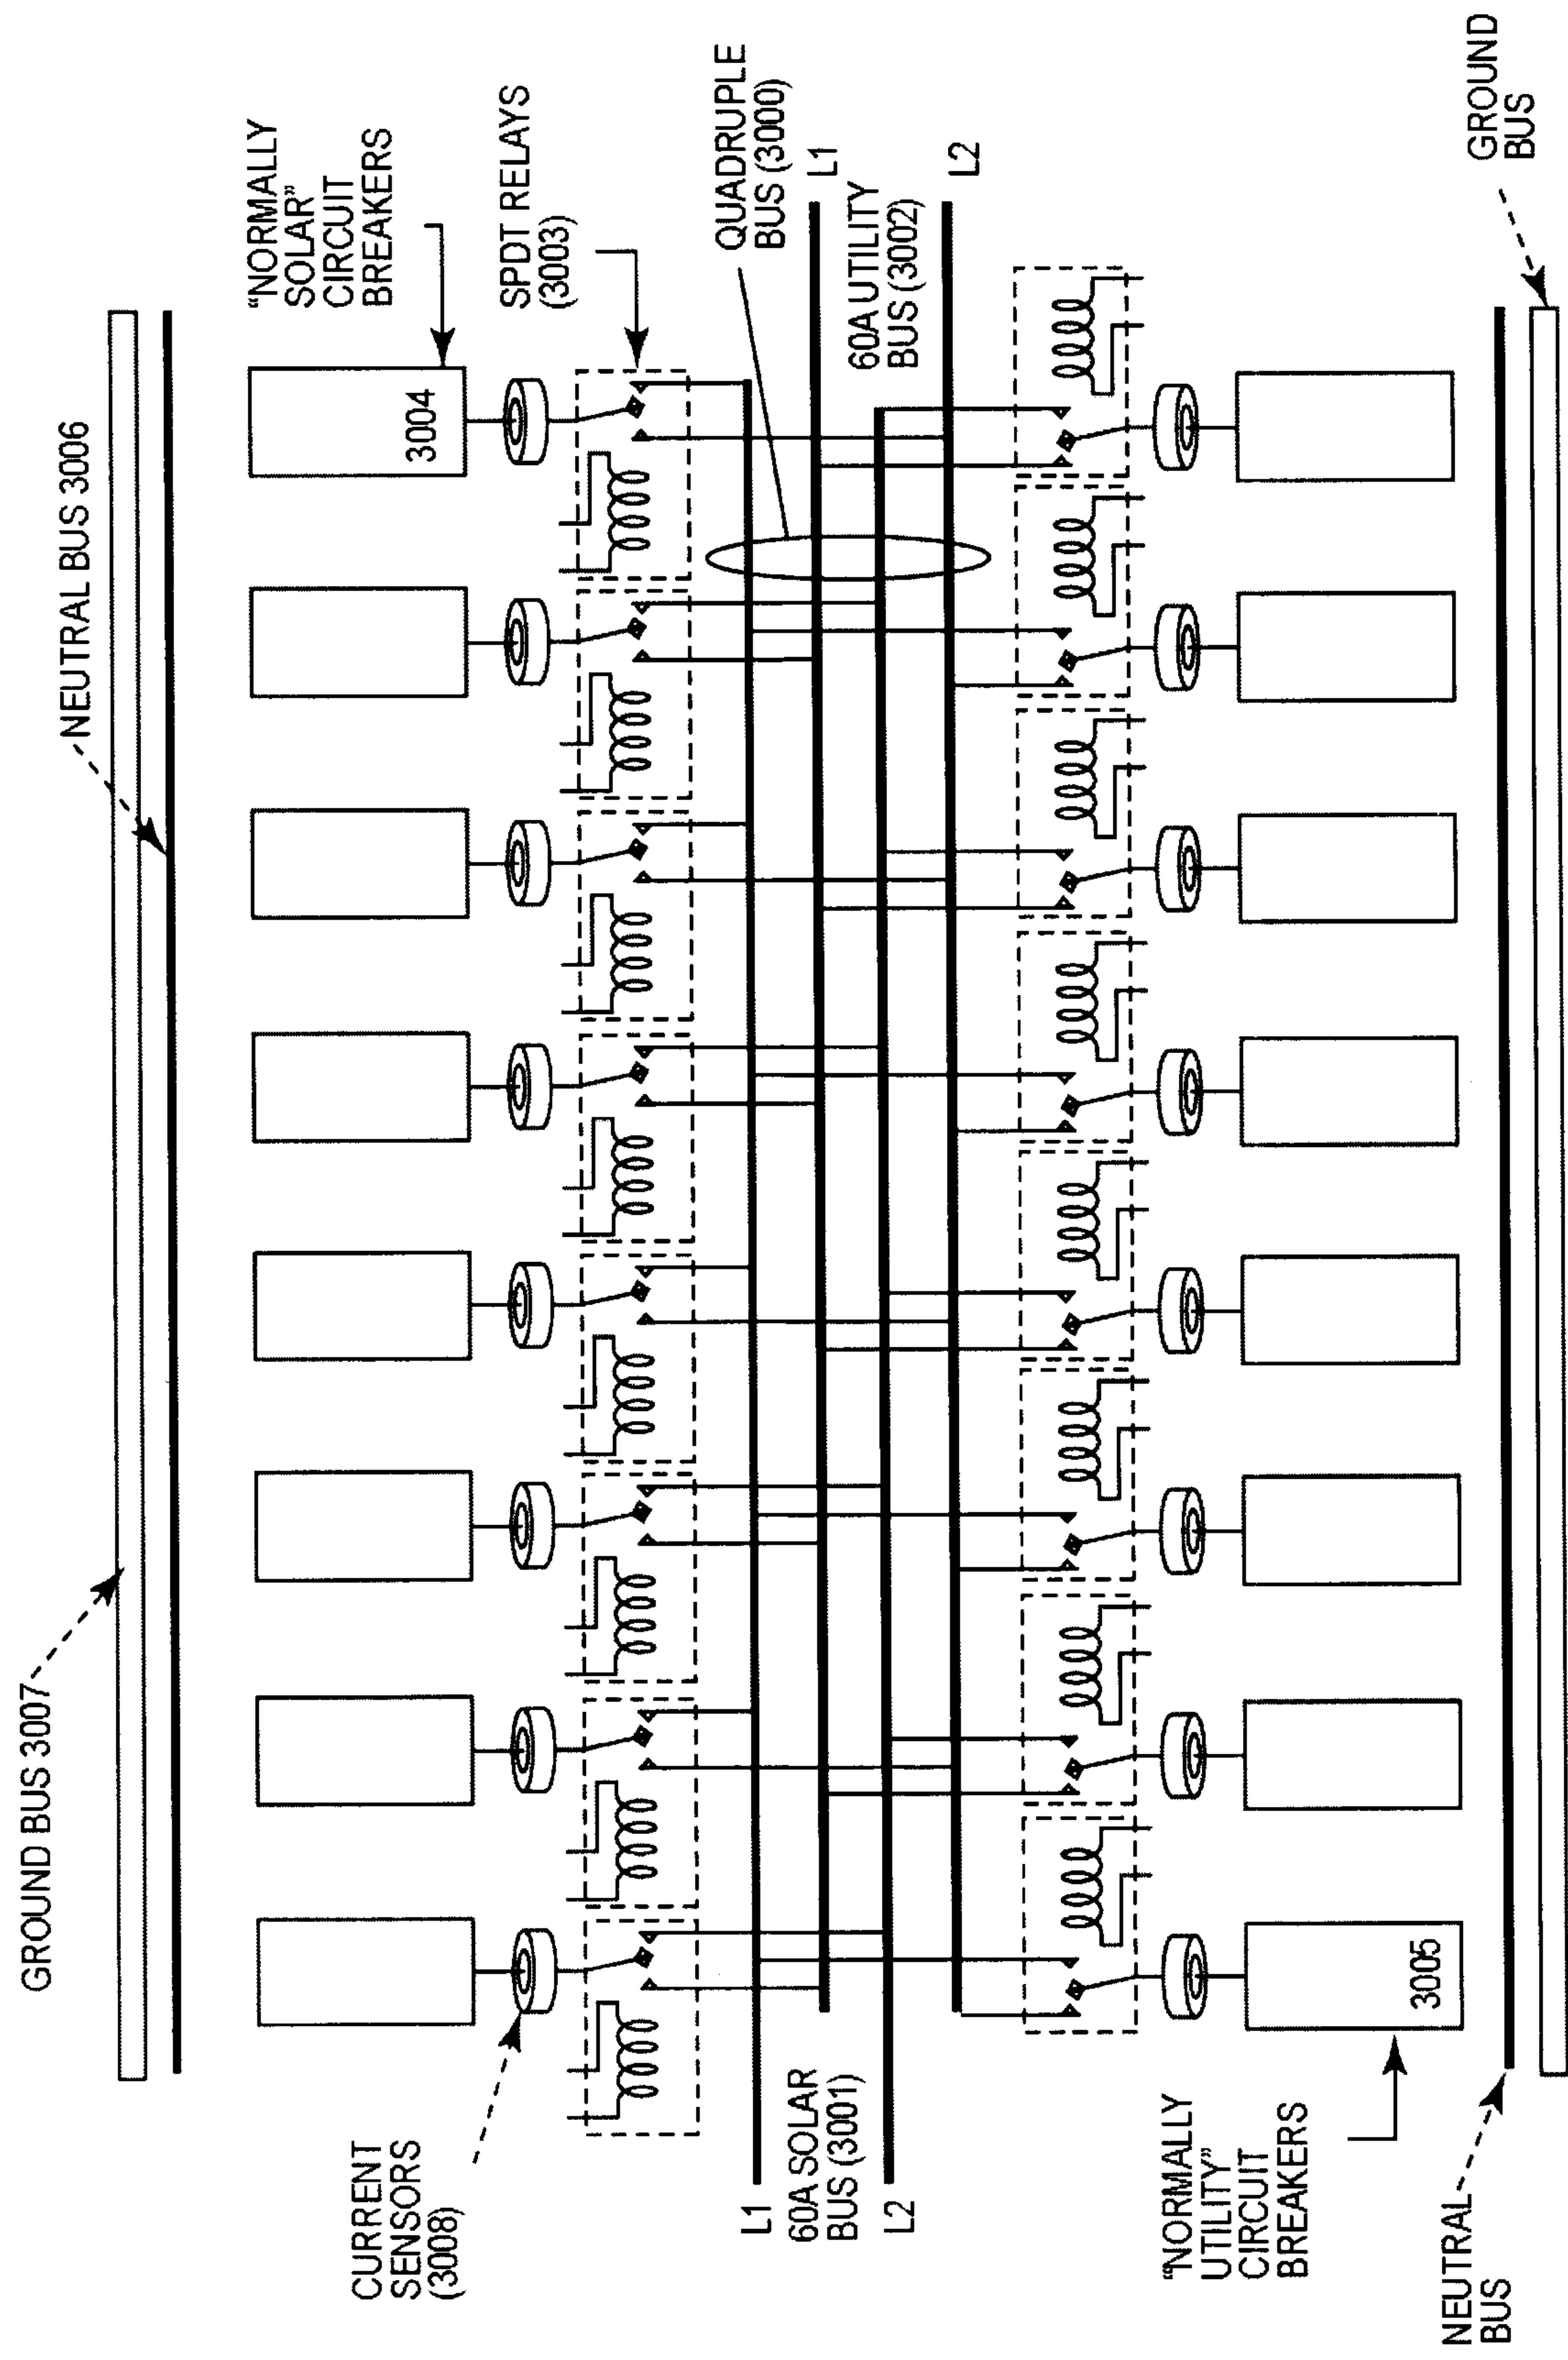 GROUND BUS 3007
NEUTRAL BUS 3006
"NORMALLY
SOLAR"
CIRCUIT
BREAKERS
3004
SPDT RELAYS
(3003)
CURRENT
SENSORS
(3008)
QUADRUPLE
BUS (3000)
L1
60A UTILITY
BUS (3002)
L2
L1
60A SOLAR
BUS (3001)
L2
"NORMALLY
UTILITY"
CIRCUIT
BREAKERS
3005
NEUTRAL
BUS
GROUND
BUS